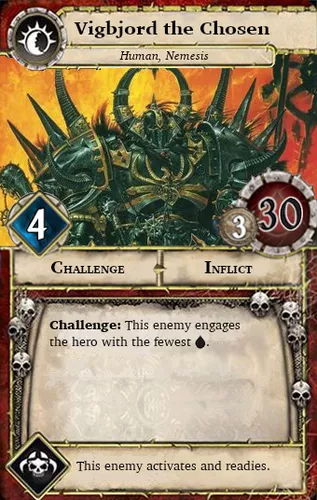 Vigbjord the Chosen
Human, Nemesis
4
3
30
Challenge Inflict
Challenge: This enemy engages
the hero with the fewest .
This enemy activates and readies.